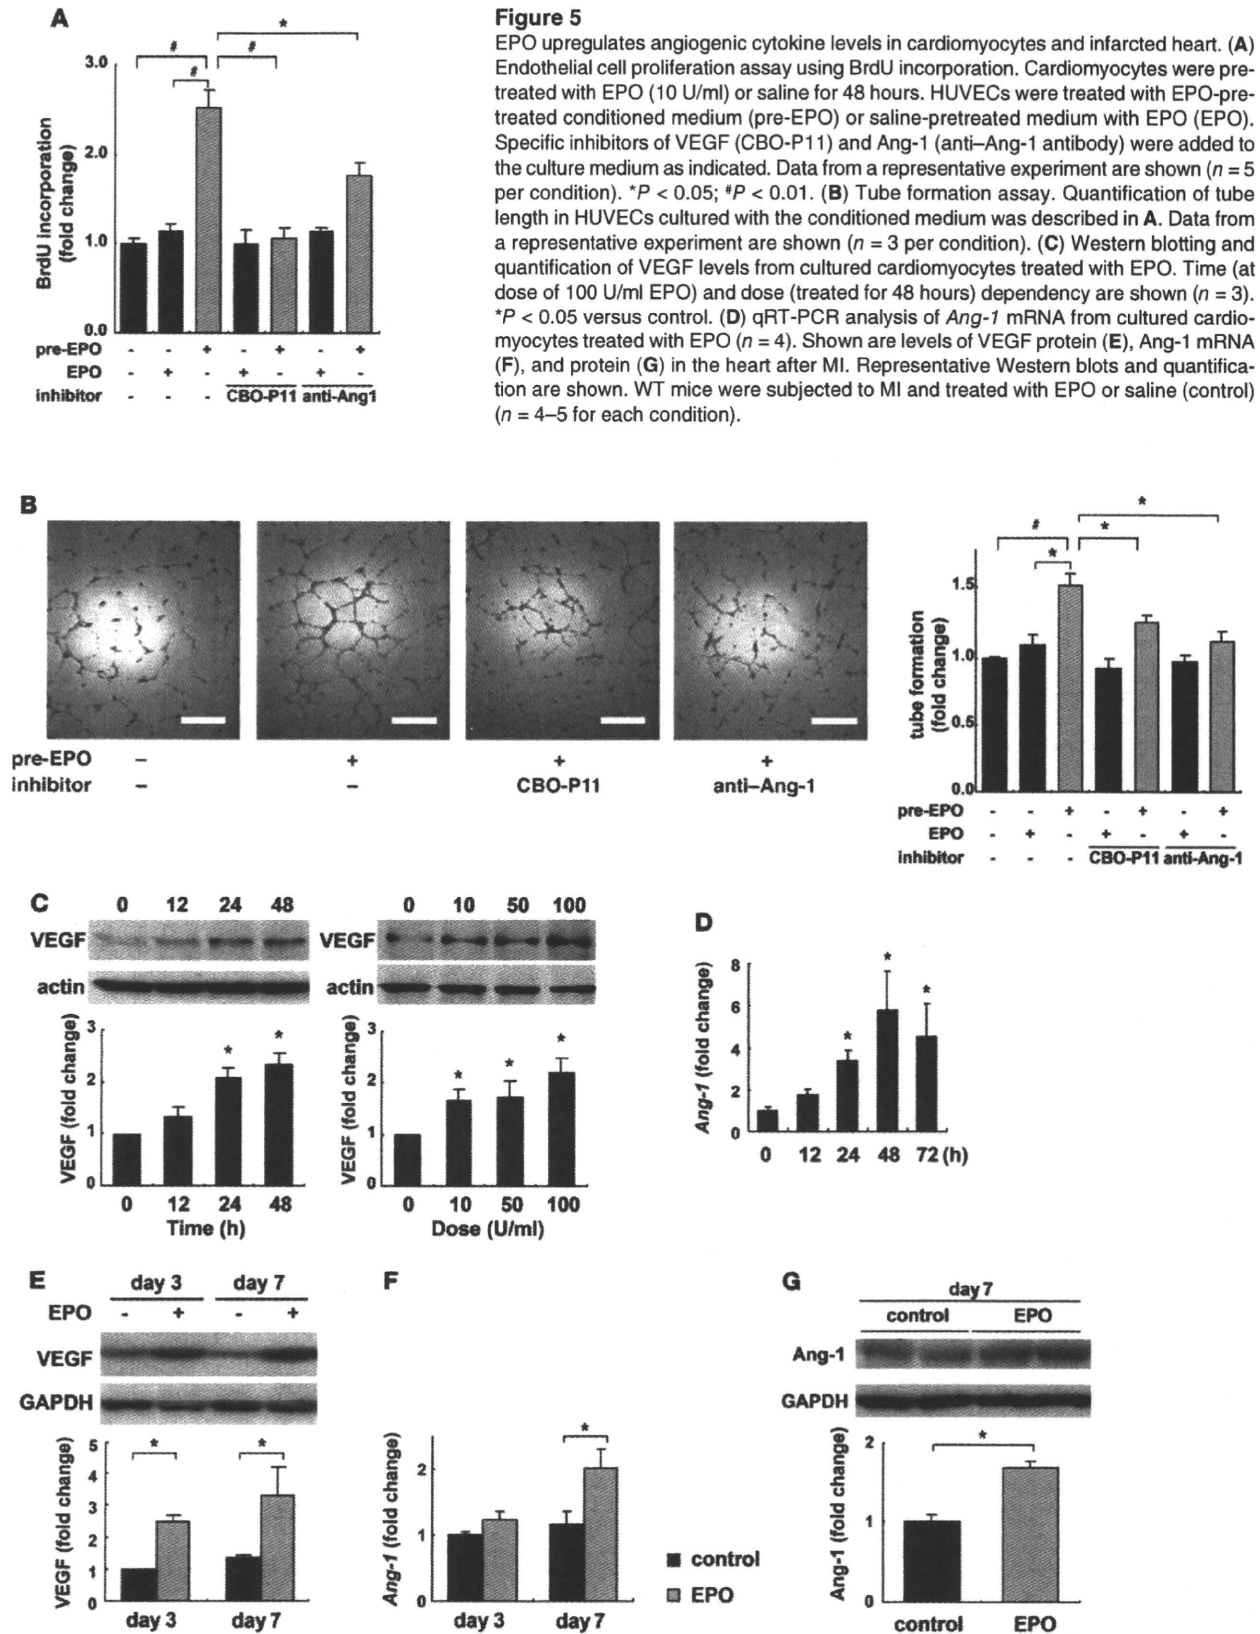 A
Figure 5
EPO upregulates angiogenic cytokine levels in cardiomyocytes and infarcted heart. (A)
Endothelial cell proliferation assay using BrdU incorporation. Cardiomyocytes were pre-
treated with EPO (10 U/ml) or saline for 48 hours. HUVECs were treated with EPO-pre-
treated conditioned medium (pre-EPO) or saline-pretreated medium with EPO (EPO).
Specific inhibitors of VEGF (CBO-P11) and Ang-1 (anti–Ang-1 antibody) were added to
the culture medium as indicated. Data from a representative experiment are shown (n = 5
per condition). *P < 0.05; #P < 0.01. (B) Tube formation assay. Quantification of tube
length in HUVECs cultured with the conditioned medium was described in A. Data from
a representative experiment are shown (n = 3 per condition). (C) Western blotting and
quantification of VEGF levels from cultured cardiomyocytes treated with EPO. Time (at
dose of 100 U/ml EPO) and dose (treated for 48 hours) dependency are shown (n = 3).
*P < 0.05 versus control. (D) qRT-PCR analysis of Ang-1 mRNA from cultured cardio-
myocytes treated with EPO (n = 4). Shown are levels of VEGF protein (E), Ang-1 mRNA
(F), and protein (G) in the heart after MI. Representative Western blots and quantifica-
tion are shown. WT mice were subjected to MI and treated with EPO or saline (control)
(n = 4–5 for each condition).
*
# #
#
3.0
2.0
1.0
0.0
BrdU incorporation
(fold change)
pre-EPO - - + - + - +
EPO - + - + - + -
inhibitor - - - CBO-P11 anti-Ang1
B
pre-EPO – + + +
inhibitor – – CBO-P11 anti–Ang-1
*
# *
*
1.5
1.0
0.5
0.0
tube formation
(fold change)
pre-EPO - - + - + - +
EPO - + - + - + -
inhibitor - - - CBO-P11 anti-Ang-1
C
0 12 24 48
VEGF
actin
3
2
1
0
VEGF (fold change)
* *
0 12 24 48
Time (h)
0 10 50 100
VEGF
actin
3
2
1
0
VEGF (fold change)
* * *
0 10 50 100
Dose (U/ml)
D
8
6
4
2
0
Ang-1 (fold change)
* * *
0 12 24 48 72 (h)
E
day 3 day 7
EPO - + - +
VEGF
GAPDH
5
4
3
2
1
0
VEGF (fold change)
* *
day 3 day 7
F
2
1
0
Ang-1 (fold change)
*
day 3 day 7
control
EPO
G
day 7
control EPO
Ang-1
GAPDH
2
1
0
Ang-1 (fold change)
*
control EPO